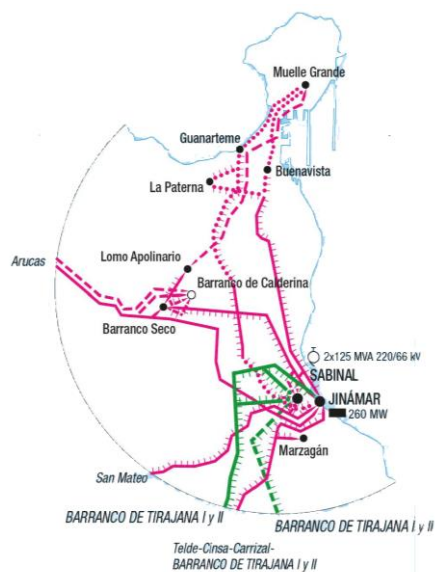 Muelle Grande
Guanarteme
Buenavista
La Paterna
Lomo Apolinario
Arucas
Barranco de Calderina
Barranco Seco
2x125 MVA 220/66 kV
SABINAL
JINÁMAR
260 MW
Marzagán
San Mateo
BARRANCO DE TIRAJANA I y II
BARRANCO DE TIRAJANA I y II
Telde-Cinsa-Carrizal-
BARRANCO DE TIRAJANA I y II